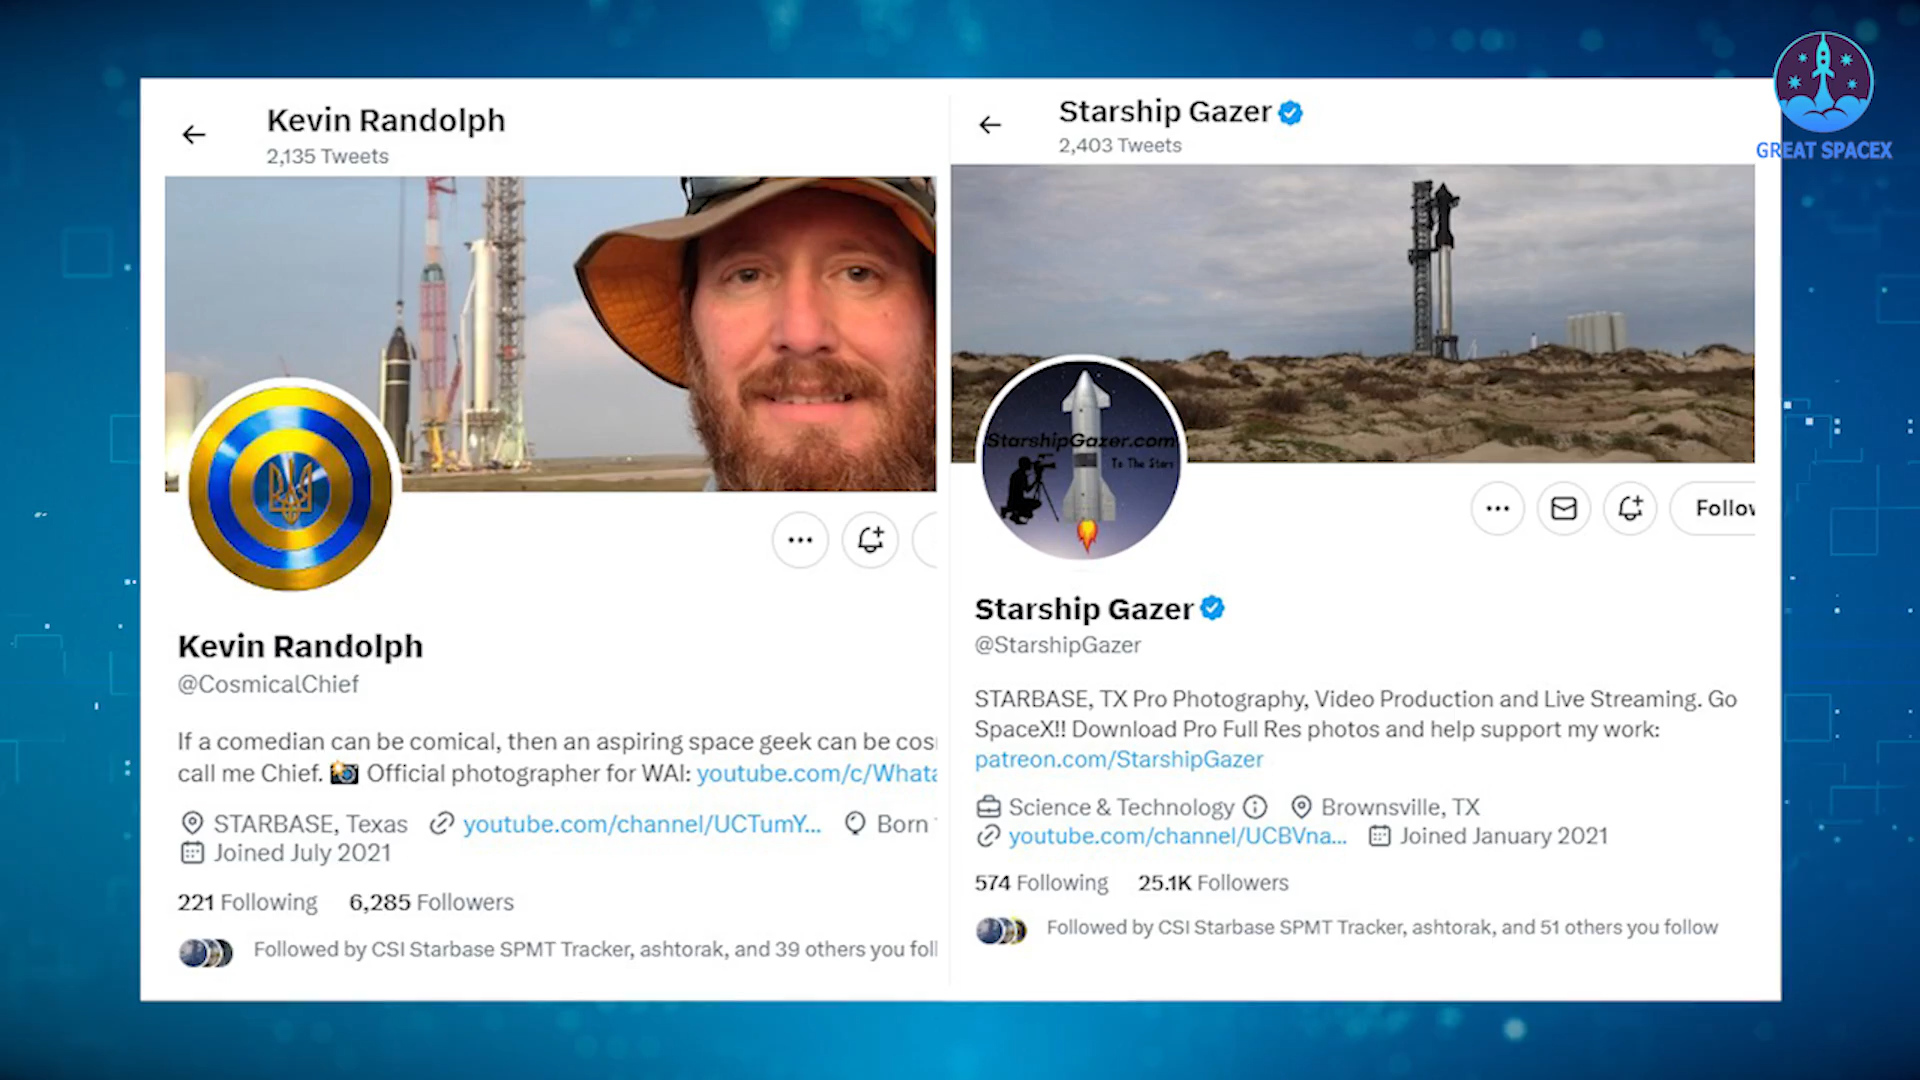 Kevin Randolph
2,135 Tweets
Kevin Randolph
@CosmicalChief
If a comedian can be comical, then an aspiring space geek can be
call me Chief. 📸 Official photographer for WAI: youtube.com/c/Whata
STARBASE, Texas youtube.com/channel/UCTumY... Born
Joined July 2021
221 Following 6,285 Followers
Followed by CSI Starbase SPMT Tracker, ashtorak, and 39 others you
Starship Gazer
2,403 Tweets
StarshipGazer.com
To The Stars
Follow
Starship Gazer
@StarshipGazer
STARBASE, TX Pro Photography, Video Production and Live Streaming. Go
SpaceX!! Download Pro Full Res photos and help support my work:
patreon.com/StarshipGazer
Science & Technology Brownsville, TX
youtube.com/channel/UCBVna... Joined January 2021
574 Following 25.1K Followers
Followed by CSI Starbase SPMT Tracker, ashtorak, and 51 others you follow
GREAT SPACEX